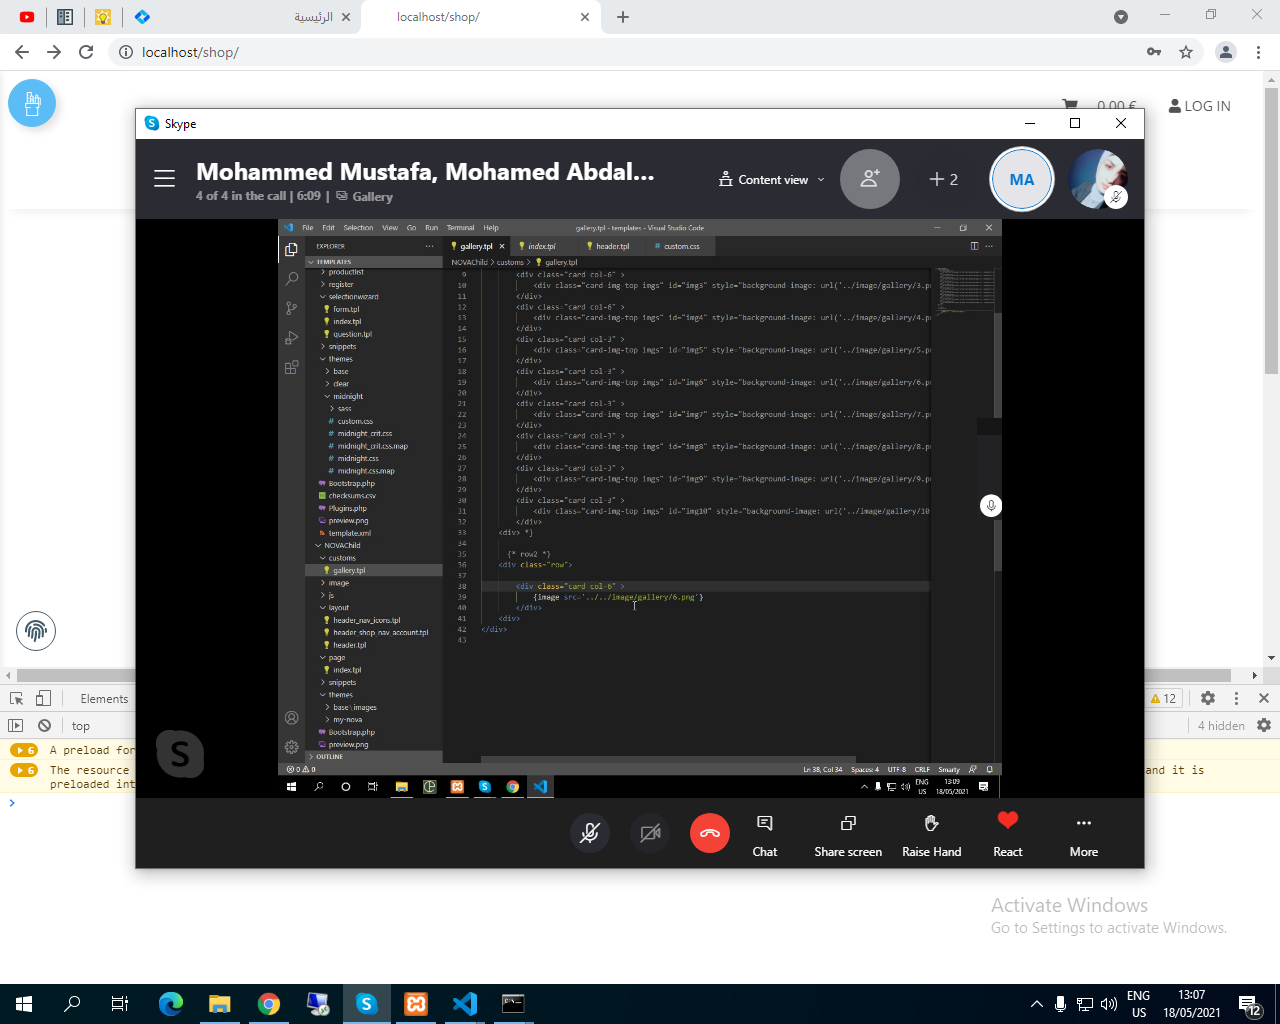 الرئيسية
localhost/shop/
localhost/shop/
0,00 €
LOG IN
Skype
Mohammed Mustafa, Mohamed Abdal...
4 of 4 in the call | 6:09 | Gallery
Content view
+ 2
MA
File Edit Selection View Go Run Terminal Help
gallery.tpl - templates - Visual Studio Code
EXPLORER
gallery.tpl
index.tpl
header.tpl
custom.css
TEMPLATES
NOVAChild > customs > gallery.tpl
productlist
register
selectionwizard
form.tpl
index.tpl
question.tpl
snippets
themes
base
clear
midnight
sass
custom.css
midnight_crit.css
midnight_crit.css.map
midnight.css
midnight.css.map
Bootstrap.php
checksums.csv
Plugins.php
preview.png
template.xml
NOVAChild
customs
gallery.tpl
image
js
layout
header_nav_icons.tpl
header_shop_nav_account.tpl
header.tpl
page
index.tpl
snippets
themes
base \ images
my-nova
Bootstrap.php
preview.png
OUTLINE
9 <div class="card col-6" >
10 <div class="card-img-top imgs" id="img3" style="background-image: url('../image/gallery/3.p
11 </div>
12 <div class="card col-6" >
13 <div class="card-img-top imgs" id="img4" style="background-image: url('../image/gallery/4.p
14 </div>
15 <div class="card col-3" >
16 <div class="card-img-top imgs" id="img5" style="background-image: url('../image/gallery/5.p
17 </div>
18 <div class="card col-3" >
19 <div class="card-img-top imgs" id="img6" style="background-image: url('../image/gallery/6.p
20 </div>
21 <div class="card col-3" >
22 <div class="card-img-top imgs" id="img7" style="background-image: url('../image/gallery/7.p
23 </div>
24 <div class="card col-3" >
25 <div class="card-img-top imgs" id="img8" style="background-image: url('../image/gallery/8.p
26 </div>
27 <div class="card col-3" >
28 <div class="card-img-top imgs" id="img9" style="background-image: url('../image/gallery/9.p
29 </div>
30 <div class="card col-3" >
31 <div class="card-img-top imgs" id="img10" style="background-image: url('../image/gallery/10
32 </div>
33 <div> *}
34
35 {* row2 *}
36 <div class="row">
37
38 <div class="card col-6" >
39 {image src='../../image/gallery/6.png'}
40 </div>
41 <div>
42 </div>
43
0 0
Ln 38, Col 34 Spaces: 4 UTF-8 CRLF Smarty
ENG
US
13:09
18/05/2021
Chat
Share screen
Raise Hand
React
More
Elements
12
top
4 hidden
6 A preload for
6 The resource
and it is
preloaded int
Activate Windows
Go to Settings to activate Windows.
ENG
US
13:07
18/05/2021
12